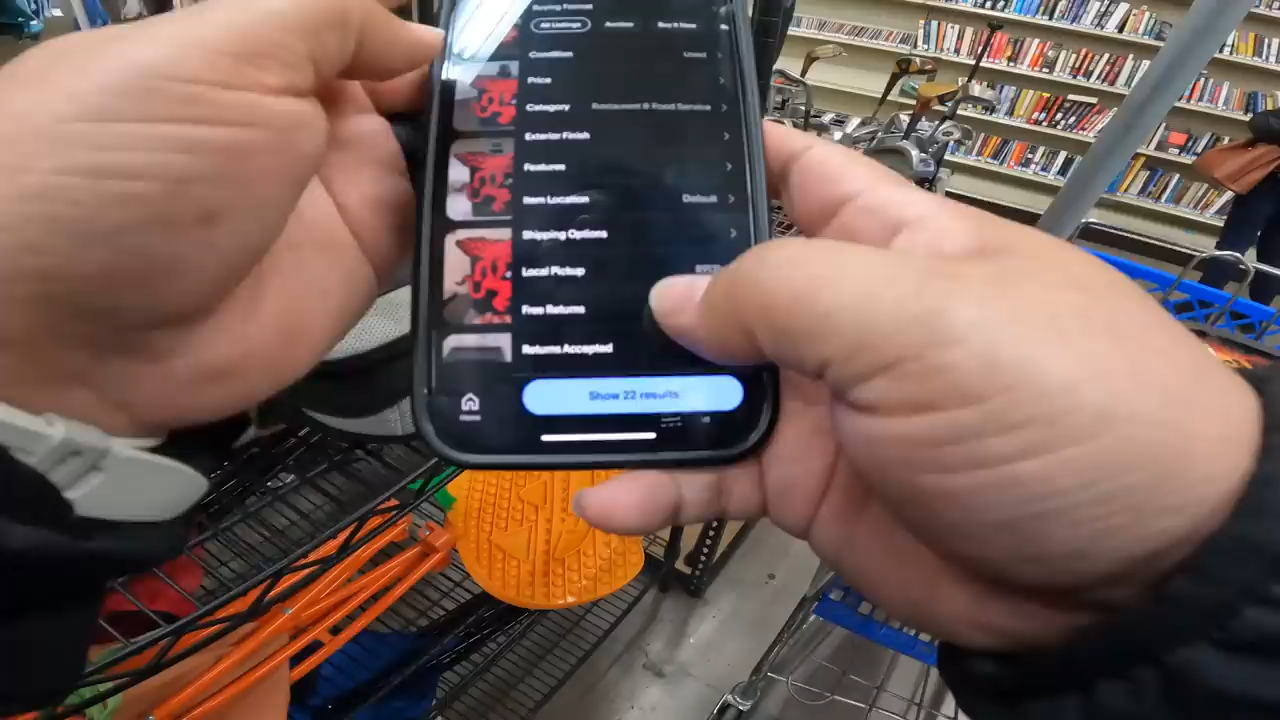 Buying Format
All Listings Auction Buy It Now
Condition Used
Price
Category Restaurant & Food Service
Exterior Finish
Features
Item Location Default
Shipping Options
Local Pickup
Free Returns
Returns Accepted
Show 22 results
Home